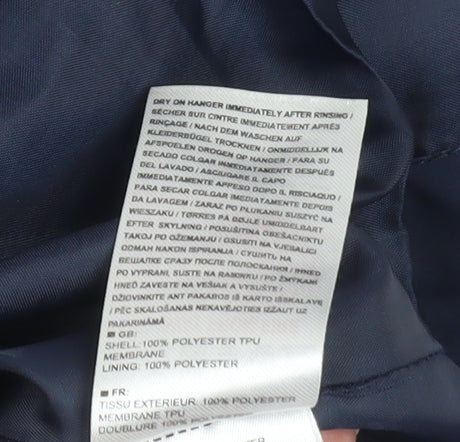 DRY ON HANGER IMMEDIATELY AFTER RINSING /
SÉCHER SUR CINTRE IMMÉDIATEMENT APRÈS
RINÇAGE / NACH DEM WASCHEN AUF
KLEIDERBÜGEL TROCKNEN / ONMIDDELLIJK NA
AFSPOELEN DROGEN OP HANGER / PARA SU
SECADO COLGAR INMEDIATAMENTE DESPUÉS
DEL LAVADO / ASCIUGARE IL CAPO
IMMEDIATAMENTE APPESO DOPO IL RISCIACQUO /
PARA SECAR COLGAR IMEDIATAMENTE DEPOIS
DA LAVAGEM / ZARAZ PO PŁUKANIU SUSZYĆ NA
WIESZAKU / TØRRES PÅ BØJLE UMIDDELBART
EFTER SKYLNING / POSUŠITINA OBEŠAČNIKTU
TAKOJ PO OŽEMANJU / OSUŠITI NA VJEŠALICI
ODMAH NAKON ISPIRANJA / СУШИТЬ НА
ВЕШАЛКЕ СРАЗУ ПОСЛЕ ПОЛОСКАНИЯ / IHNED
PO VYPRANÍ, SUŠTE NA RAMÍNKU / PO ŽMÝKANÍ
IHNEĎ ZAVESTE NA VEŠIAK A VYSUŠTE /
DŽIOVINKITE ANT PAKABOS IŠ KARTO IŠSKALAVĘ
/ PĒC SKALOŠANAS NEKAVĒJOTIES IZŽAUT UZ
PAKARINĀMĀ
GB:
SHELL: 100% POLYESTER TPU
MEMBRANE
LINING: 100% POLYESTER
FR:
TISSU EXTERIEUR: 100% POLYESTER
MEMBRANE TPU
DOUBLURE 100% POLYESTER